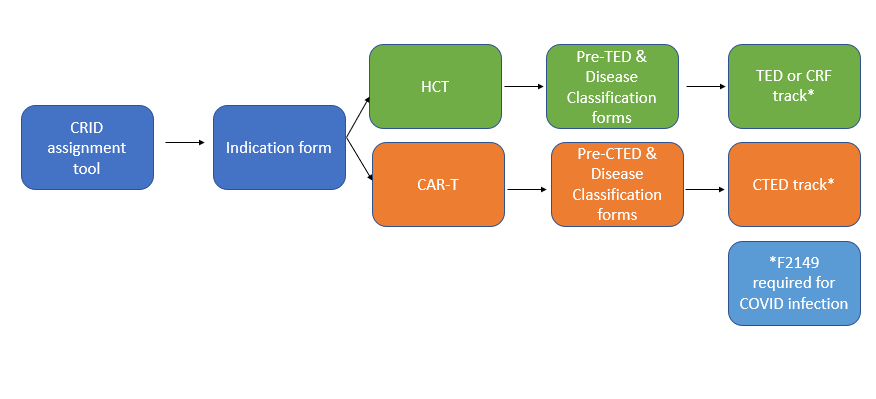 CRID
assignment
tool
Indication form
HCT
Pre-TED &
Disease
Classification
forms
TED or CRF
track*
CAR-T
Pre-CTED &
Disease
Classification
forms
CTED track*
*F2149
required for
COVID infection